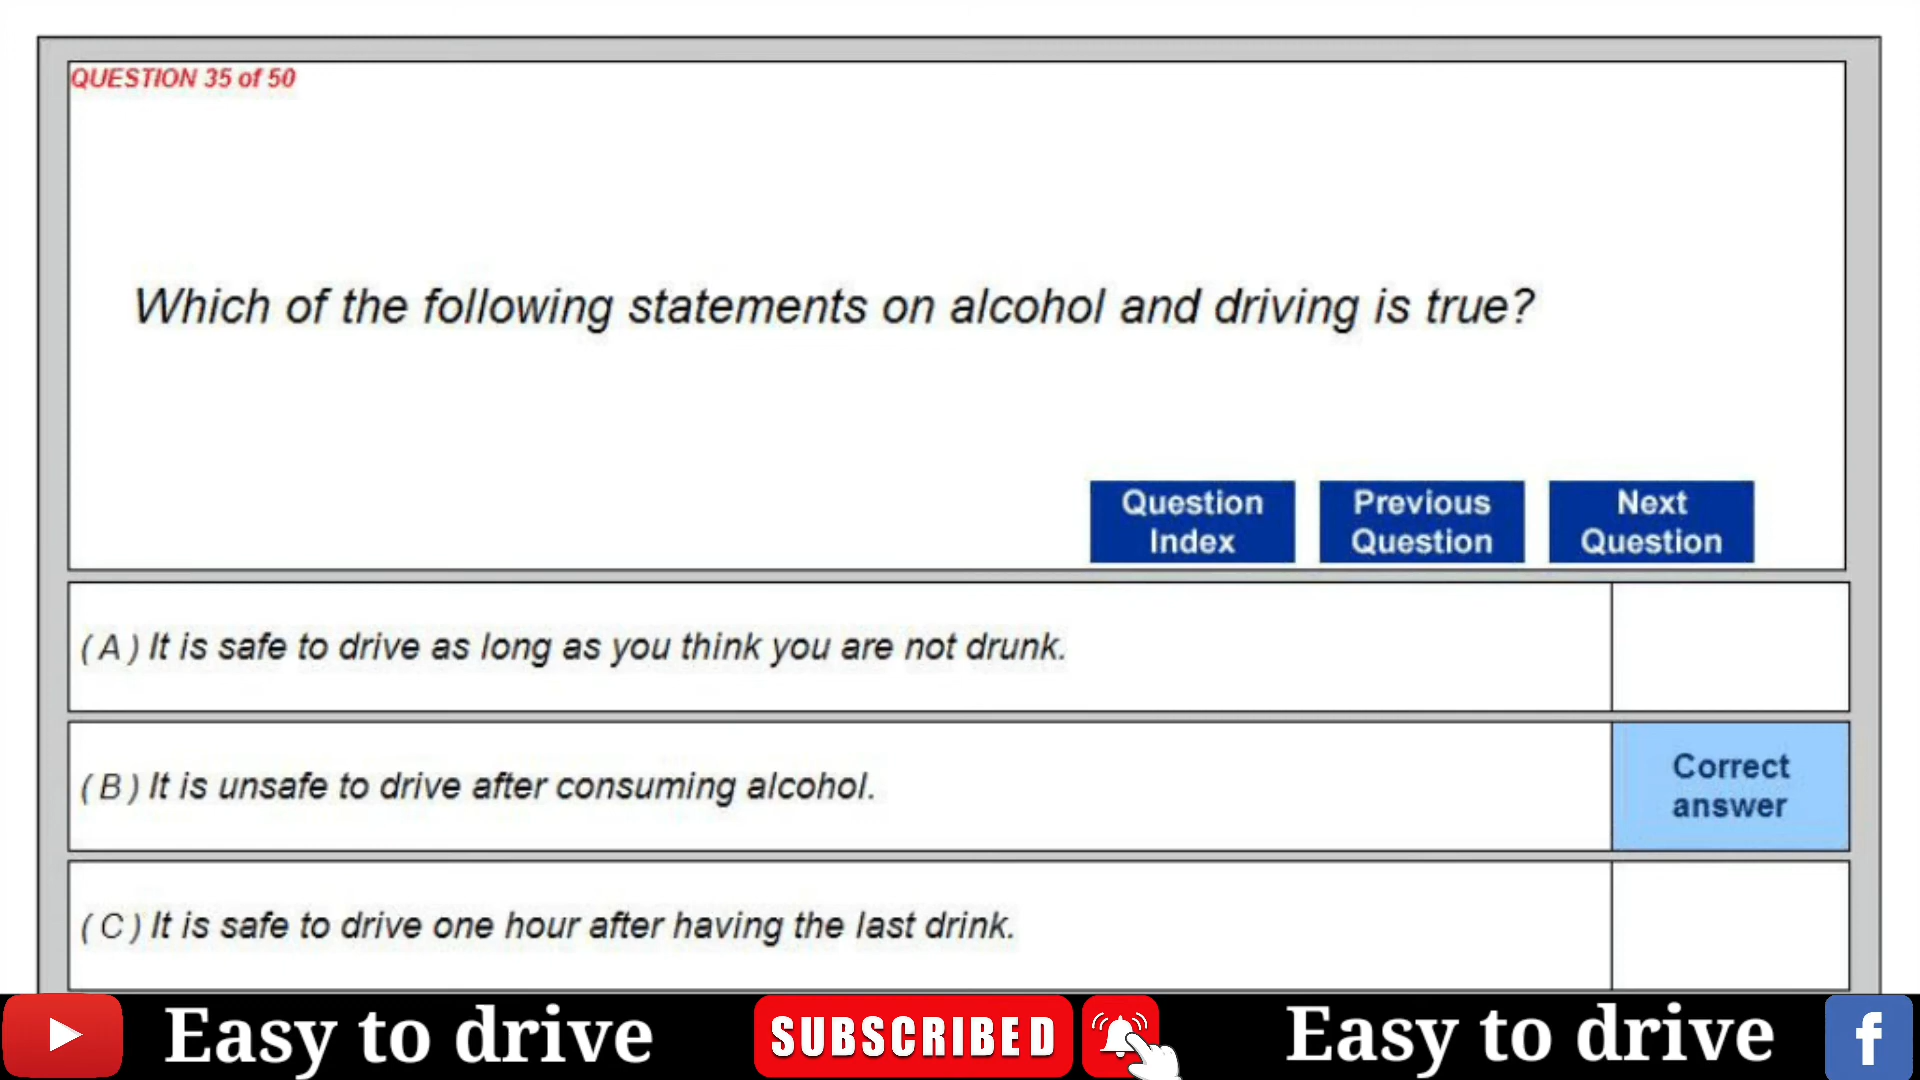 QUESTION 35 of 50
Which of the following statements on alcohol and driving is true?
Question Index
Previous Question
Next Question
( A ) It is safe to drive as long as you think you are not drunk.
( B ) It is unsafe to drive after consuming alcohol.
Correct answer
( C ) It is safe to drive one hour after having the last drink.
Easy to drive SUBSCRIBED Easy to drive f